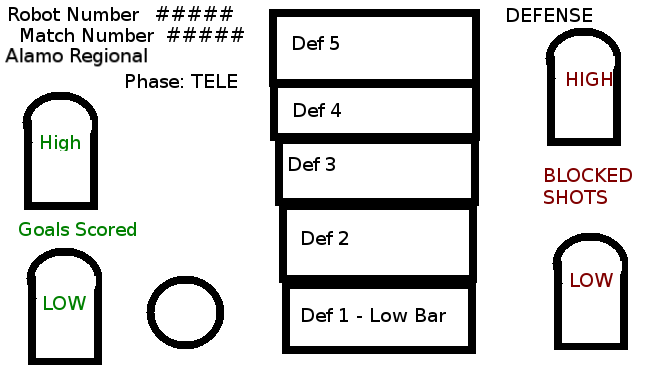 Robot Number #####
Match Number #####
Alamo Regional
Phase: TELE
High
Goals Scored
LOW
Def 5
Def 4
Def 3
Def 2
Def 1 - Low Bar
DEFENSE
HIGH
BLOCKED
SHOTS
LOW